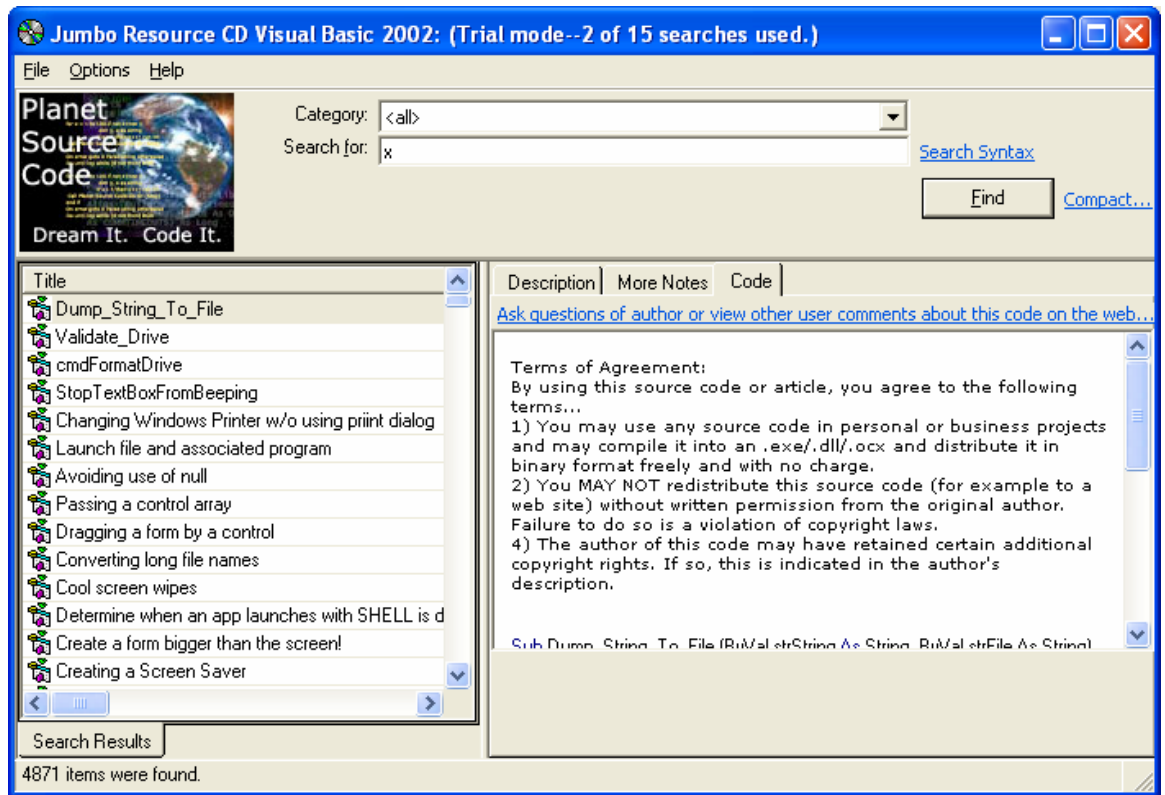 Jumbo Resource CD Visual Basic 2002: (Trial mode--2 of 15 searches used.)
File Options Help
Planet
Source
Code
Dream It. Code It.
Category: <all>
Search for: x
Search Syntax
Find
Compact...
Title
Dump_String_To_File
Validate_Drive
cmdFormatDrive
StopTextBoxFromBeeping
Changing Windows Printer w/o using priint dialog
Launch file and associated program
Avoiding use of null
Passing a control array
Dragging a form by a control
Converting long file names
Cool screen wipes
Determine when an app launches with SHELL is d
Create a form bigger than the screen!
Creating a Screen Saver
Search Results
Description More Notes Code
Ask questions of author or view other user comments about this code on the web...
Terms of Agreement:
By using this source code or article, you agree to the following
terms...
1) You may use any source code in personal or business projects
and may compile it into an .exe/.dll/.ocx and distribute it in
binary format freely and with no charge.
2) You MAY NOT redistribute this source code (for example to a
web site) without written permission from the original author.
Failure to do so is a violation of copyright laws.
4) The author of this code may have retained certain additional
copyright rights. If so, this is indicated in the author's
description.
Sub Dump_String_To_File (ByVal strString As String, ByVal strFile As String)
4871 items were found.